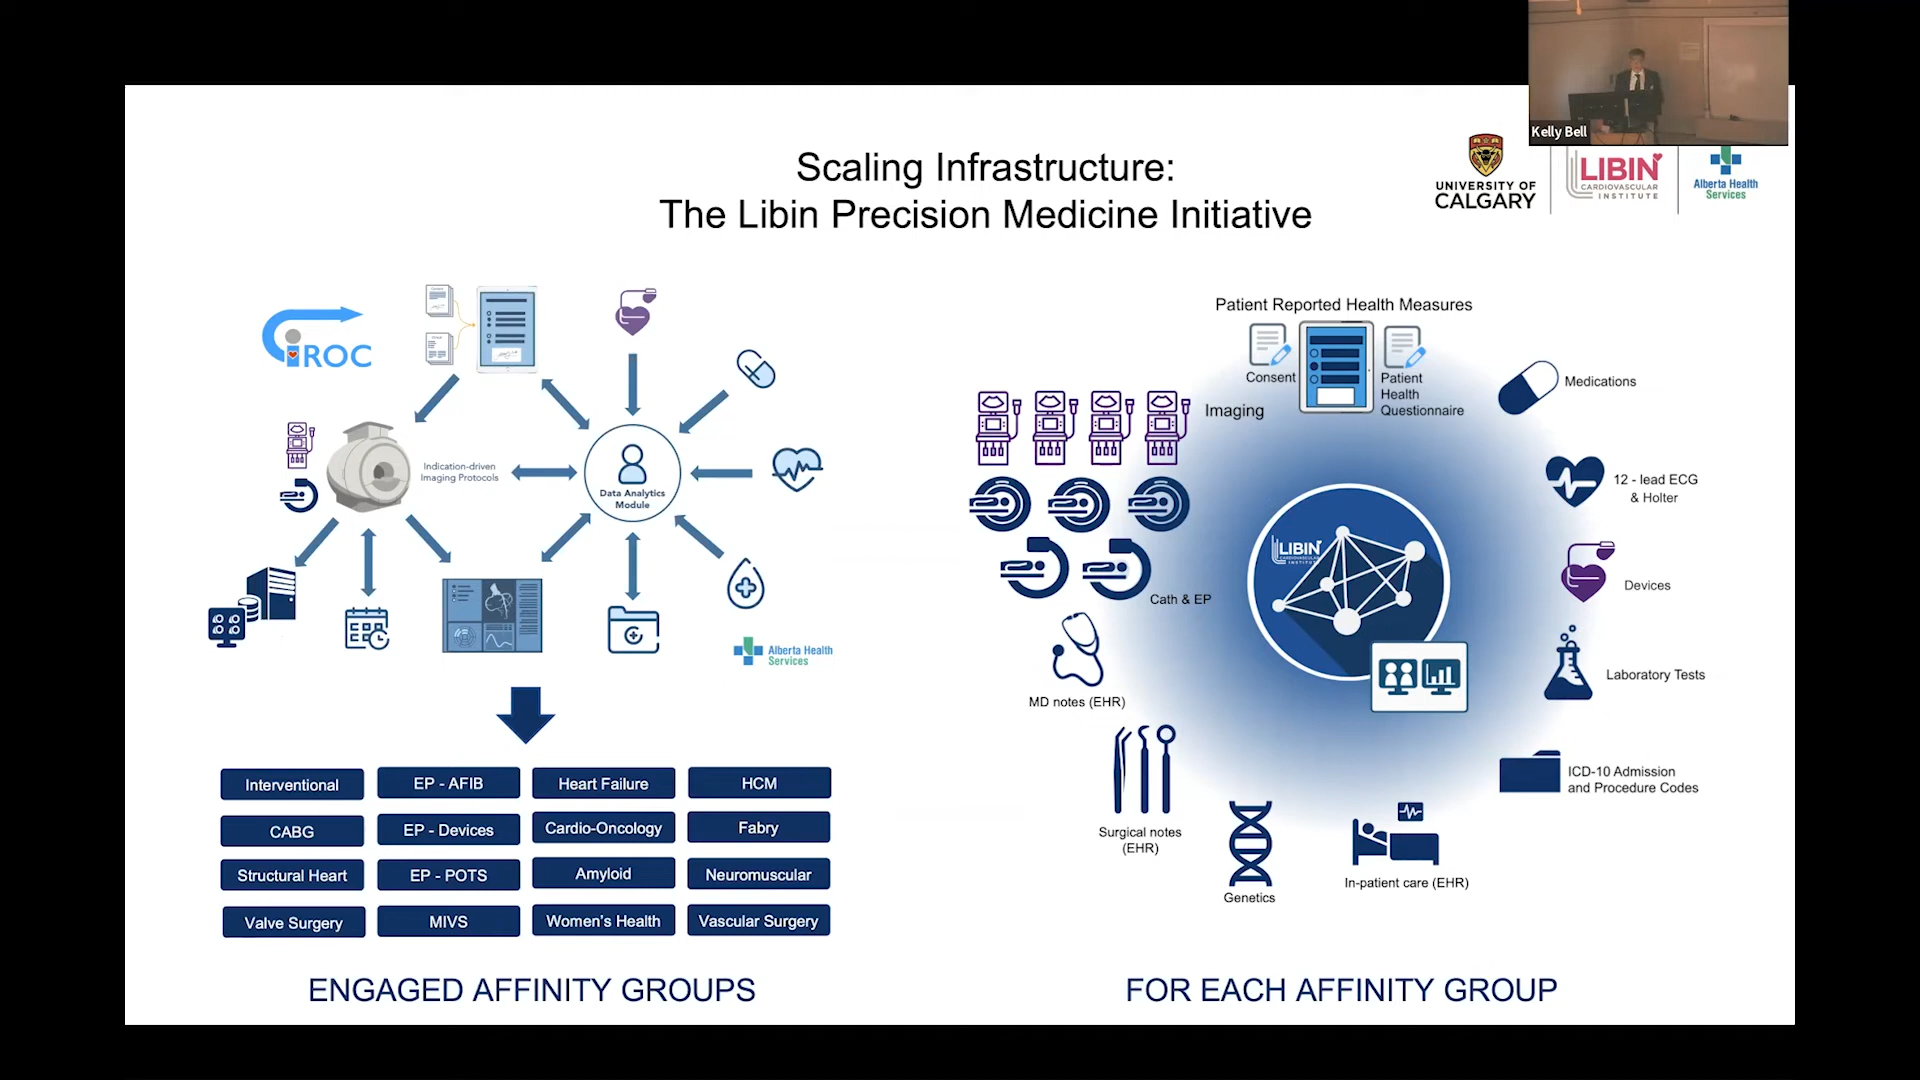 Kelly Bell
Scaling Infrastructure:
The Libin Precision Medicine Initiative
UNIVERSITY OF
CALGARY
LIBIN
CARDIOVASCULAR
INSTITUTE
Alberta Health
Services
iROC
Indication-driven
Imaging Protocols
Data Analytics
Module
Alberta Health
Services
Interventional
EP - AFIB
Heart Failure
HCM
CABG
EP - Devices
Cardio-Oncology
Fabry
Structural Heart
EP - POTS
Amyloid
Neuromuscular
Valve Surgery
MIVS
Women's Health
Vascular Surgery
ENGAGED AFFINITY GROUPS
Patient Reported Health Measures
Consent
Patient
Health
Questionnaire
Imaging
Medications
12 - lead ECG
& Holter
Devices
Laboratory Tests
ICD-10 Admission
and Procedure Codes
In-patient care (EHR)
Genetics
Surgical notes
(EHR)
MD notes (EHR)
Cath & EP
LIBIN
CARDIOVASCULAR
INSTITUTE
FOR EACH AFFINITY GROUP